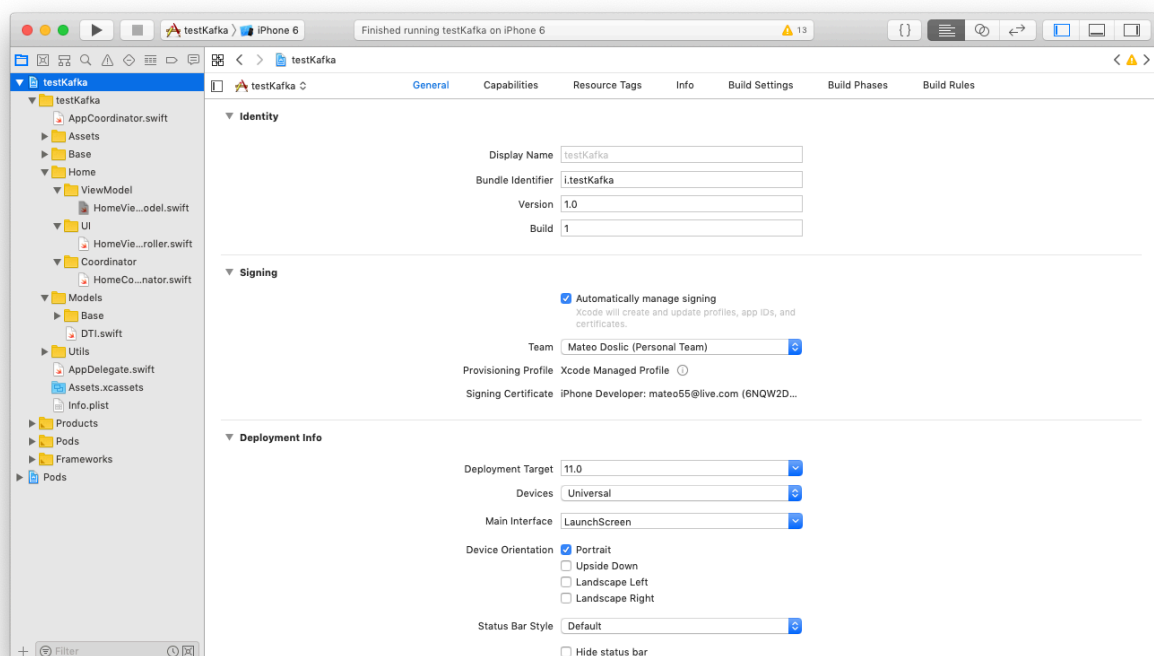 testKafka 〉 iPhone 6
Finished running testKafka on iPhone 6
13
{ }
testKafka
testKafka
testKafka
AppCoordinator.swift
Assets
Base
Home
ViewModel
HomeVie...odel.swift
UI
HomeVie...roller.swift
Coordinator
HomeCo...nator.swift
Models
Base
DTI.swift
Utils
AppDelegate.swift
Assets.xcassets
Info.plist
Products
Pods
Frameworks
Pods
Filter
testKafka
General Capabilities Resource Tags Info Build Settings Build Phases Build Rules
Identity
Display Name testKafka
Bundle Identifier i.testKafka
Version 1.0
Build 1
Signing
Automatically manage signing
Xcode will create and update profiles, app IDs, and
certificates.
Team Mateo Doslic (Personal Team)
Provisioning Profile Xcode Managed Profile
Signing Certificate iPhone Developer: mateo55@live.com (6NQW2D...
Deployment Info
Deployment Target 11.0
Devices Universal
Main Interface LaunchScreen
Device Orientation Portrait
Upside Down
Landscape Left
Landscape Right
Status Bar Style Default
Hide status bar